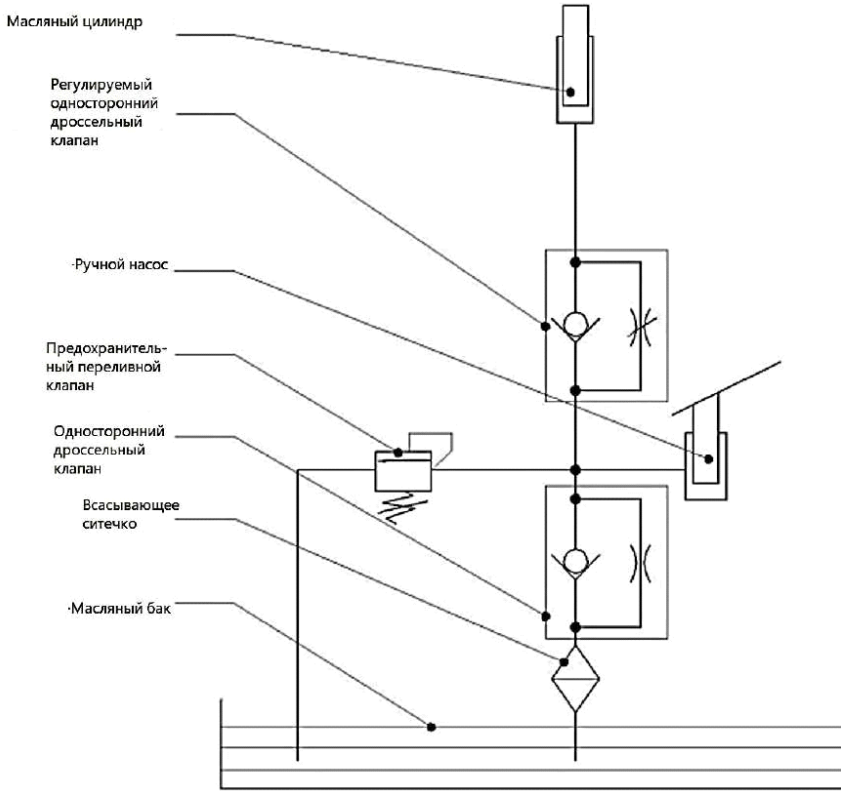 Масляный цилиндр
Регулируемый
односторонний
дроссельный
клапан
·Ручной насос
Предохранитель-
ный переливной
клапан
Односторонний
дроссельный
клапан
Всасывающее
ситечко
·Масляный бак